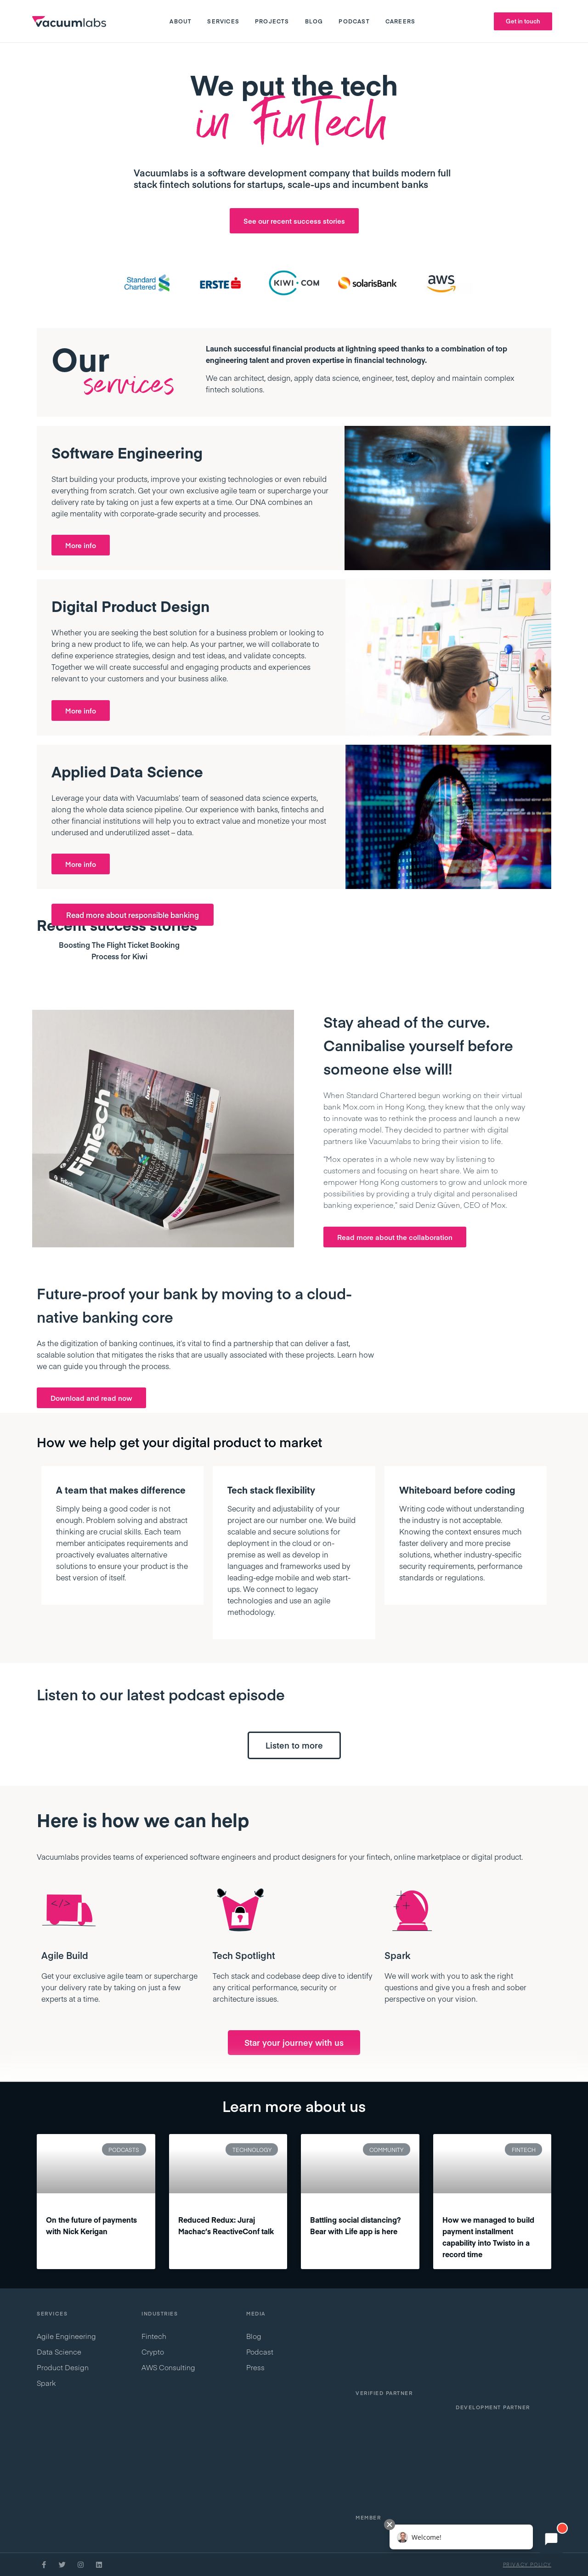 vacuumlabs
ABOUT
SERVICES
PROJECTS
BLOG
PODCAST
CAREERS
Get in touch
We put the tech
in FinTech
Vacuumlabs is a software development company that builds modern full
stack fintech solutions for startups, scale-ups and incumbent banks
See our recent success stories
Standard
Chartered
ERSTE
KIWI.COM
solarisBank
aws
Our
services
Launch successful financial products at lightning speed thanks to a combination of top
engineering talent and proven expertise in financial technology.
We can architect, design, apply data science, engineer, test, deploy and maintain complex
fintech solutions.
Software Engineering
Start building your products, improve your existing technologies or even rebuild
everything from scratch. Get your own exclusive agile team or supercharge your
delivery rate by taking on just a few experts at a time. Our DNA combines an
agile mentality with corporate-grade security and processes.
More info
Digital Product Design
Whether you are seeking the best solution for a business problem or looking to
bring a new product to life, we can help. As your partner, we will collaborate to
define experience strategies, design and test ideas, and validate concepts.
Together we will create successful and engaging products and experiences
relevant to your customers and your business alike.
More info
Applied Data Science
Leverage your data with Vacuumlabs' team of seasoned data science experts,
along the whole data science pipeline. Our experience with banks, fintechs and
other financial institutions will help you to extract value and monetize your most
underused and underutilized asset – data.
More info
Read more about responsible banking
Recent success stories
Boosting The Flight Ticket Booking
Process for Kiwi
FinTech
Stay ahead of the curve.
Cannibalise yourself before
someone else will!
When Standard Chartered begun working on their virtual
bank Mox.com in Hong Kong, they knew that the only way
to innovate was to rethink the process and launch a new
operating model. They decided to partner with digital
partners like Vacuumlabs to bring their vision to life.
"Mox operates in a whole new way by listening to
customers and focusing on heart share. We aim to
empower Hong Kong customers to grow and unlock more
possibilities by providing a truly digital and personalised
banking experience," said Deniz Güven, CEO of Mox.
Read more about the collaboration
Future-proof your bank by moving to a cloud-
native banking core
As the digitization of banking continues, it's vital to find a partnership that can deliver a fast,
scalable solution that mitigates the risks that are usually associated with these projects. Learn how
we can guide you through the process.
Download and read now
How we help get your digital product to market
A team that makes difference
Simply being a good coder is not
enough. Problem solving and abstract
thinking are crucial skills. Each team
member anticipates requirements and
proactively evaluates alternative
solutions to ensure your product is the
best version of itself.
Tech stack flexibility
Security and adjustability of your
project are our number one. We build
scalable and secure solutions for
deployment in the cloud or on-
premise as well as develop in
languages and frameworks used by
leading-edge mobile and web start-
ups. We connect to legacy
technologies and use an agile
methodology.
Whiteboard before coding
Writing code without understanding
the industry is not acceptable.
Knowing the context ensures much
faster delivery and more precise
solutions, whether industry-specific
security requirements, performance
standards or regulations.
Listen to our latest podcast episode
Listen to more
Here is how we can help
Vacuumlabs provides teams of experienced software engineers and product designers for your fintech, online marketplace or digital product.
</>
Agile Build
Get your exclusive agile team or supercharge
your delivery rate by taking on just a few
experts at a time.
Tech Spotlight
Tech stack and codebase deep dive to identify
any critical performance, security or
architecture issues.
Spark
We will work with you to ask the right
questions and give you a fresh and sober
perspective on your vision.
Star your journey with us
Learn more about us
PODCASTS
On the future of payments
with Nick Kerigan
TECHNOLOGY
Reduced Redux: Juraj
Machac's ReactiveConf talk
COMMUNITY
Battling social distancing?
Bear with Life app is here
FINTECH
How we managed to build
payment installment
capability into Twisto in a
record time
SERVICES
Agile Engineering
Data Science
Product Design
Spark
INDUSTRIES
Fintech
Crypto
AWS Consulting
MEDIA
Blog
Podcast
Press
VERIFIED PARTNER
DEVELOPMENT PARTNER
MEMBER
Welcome!
PRIVACY POLICY